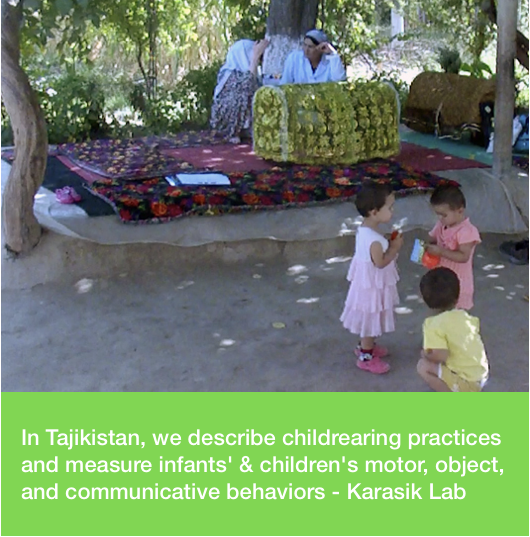 In Tajikistan, we describe childrearing practices
and measure infants' & children's motor, object,
and communicative behaviors - Karasik Lab